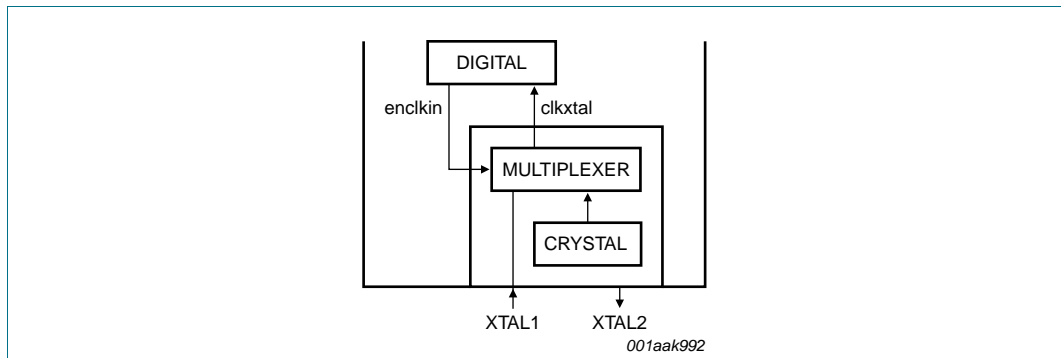 DIGITAL
enclkin
clkxtal
MULTIPLEXER
CRYSTAL
XTAL1
XTAL2
001aak992